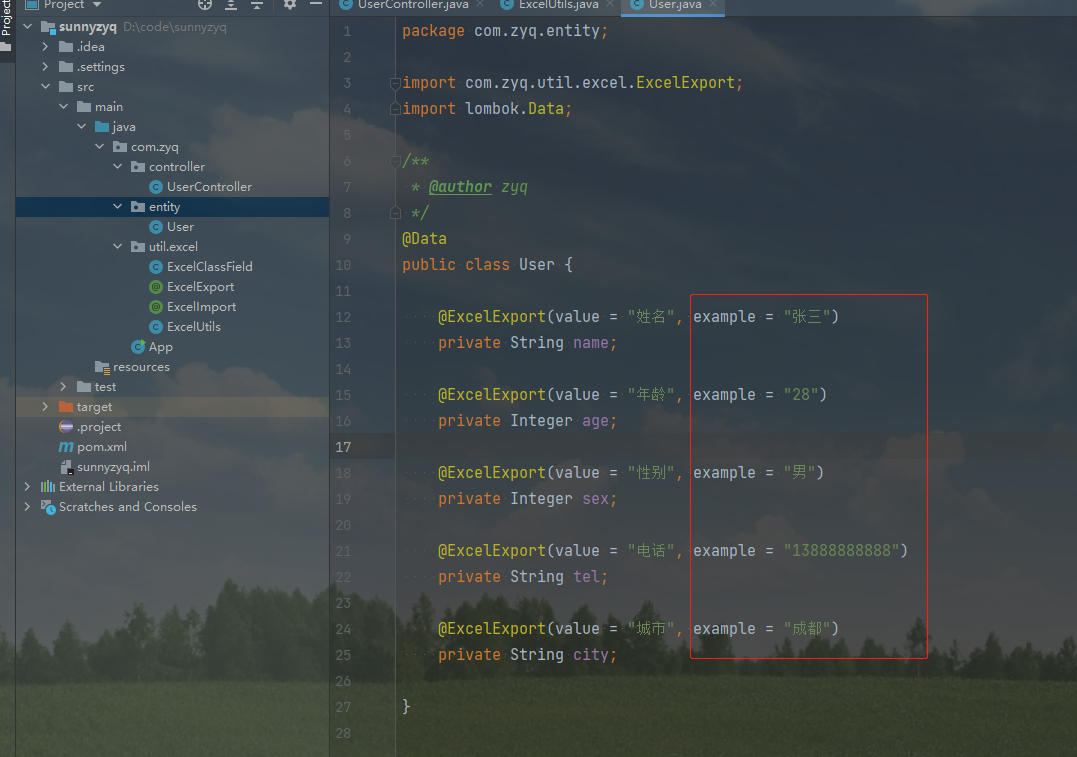 Project
Project
UserController.java
ExcelUtils.java
User.java
sunnyzyq D:\code\sunnyzyq
.idea
.settings
src
main
java
com.zyq
controller
UserController
entity
User
util.excel
ExcelClassField
ExcelExport
ExcelImport
ExcelUtils
App
resources
test
target
.project
pom.xml
sunnyzyq.iml
External Libraries
Scratches and Consoles
1 package com.zyq.entity;
2
3 import com.zyq.util.excel.ExcelExport;
4 import lombok.Data;
5
6 /**
7 * @author zyq
8 */
9 @Data
10 public class User {
11
12 @ExcelExport(value = "姓名", example = "张三")
13 private String name;
14
15 @ExcelExport(value = "年龄", example = "28")
16 private Integer age;
17
18 @ExcelExport(value = "性别", example = "男")
19 private Integer sex;
20
21 @ExcelExport(value = "电话", example = "13888888888")
22 private String tel;
23
24 @ExcelExport(value = "城市", example = "成都")
25 private String city;
26
27 }
28